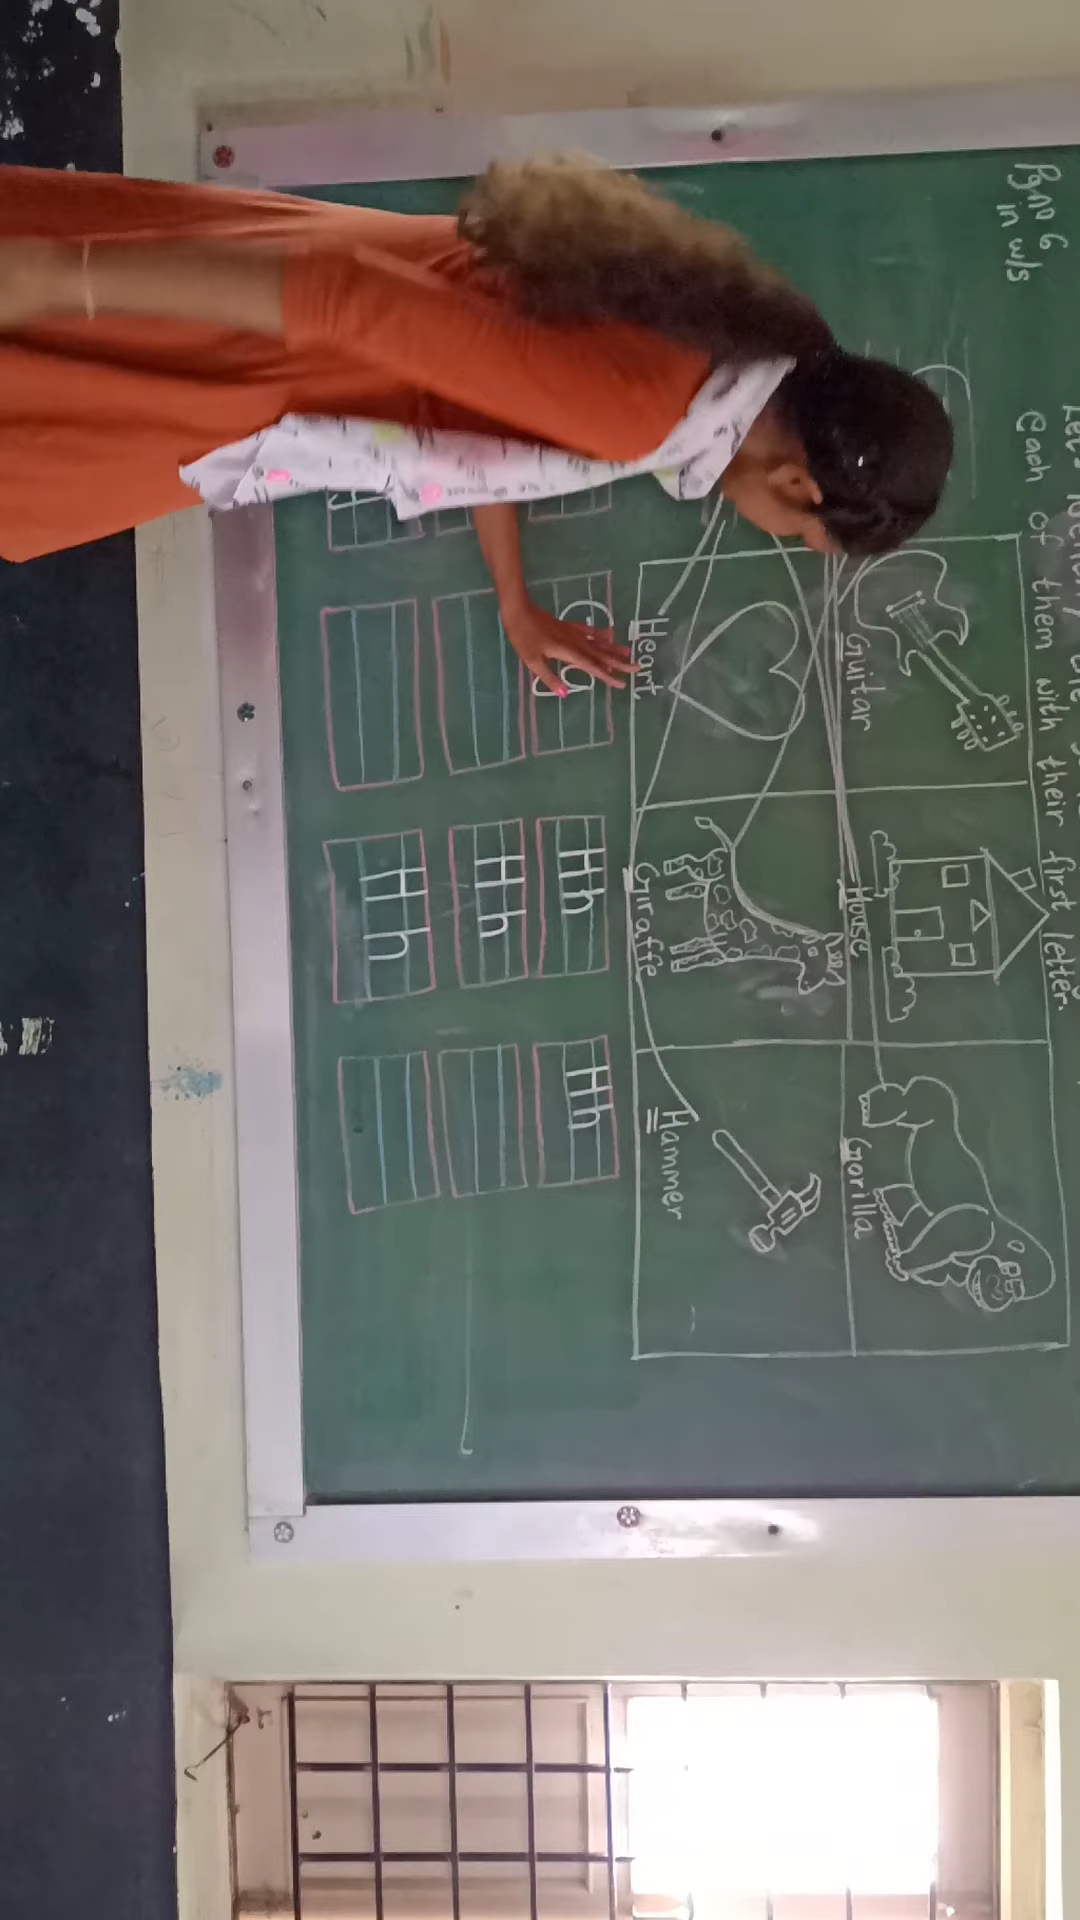 Pg no 6
in w/s
each of them with their first letter.
Guitar House Gorilla
Heart Giraffe Hammer
G g Hh Hh
Hh
Hh